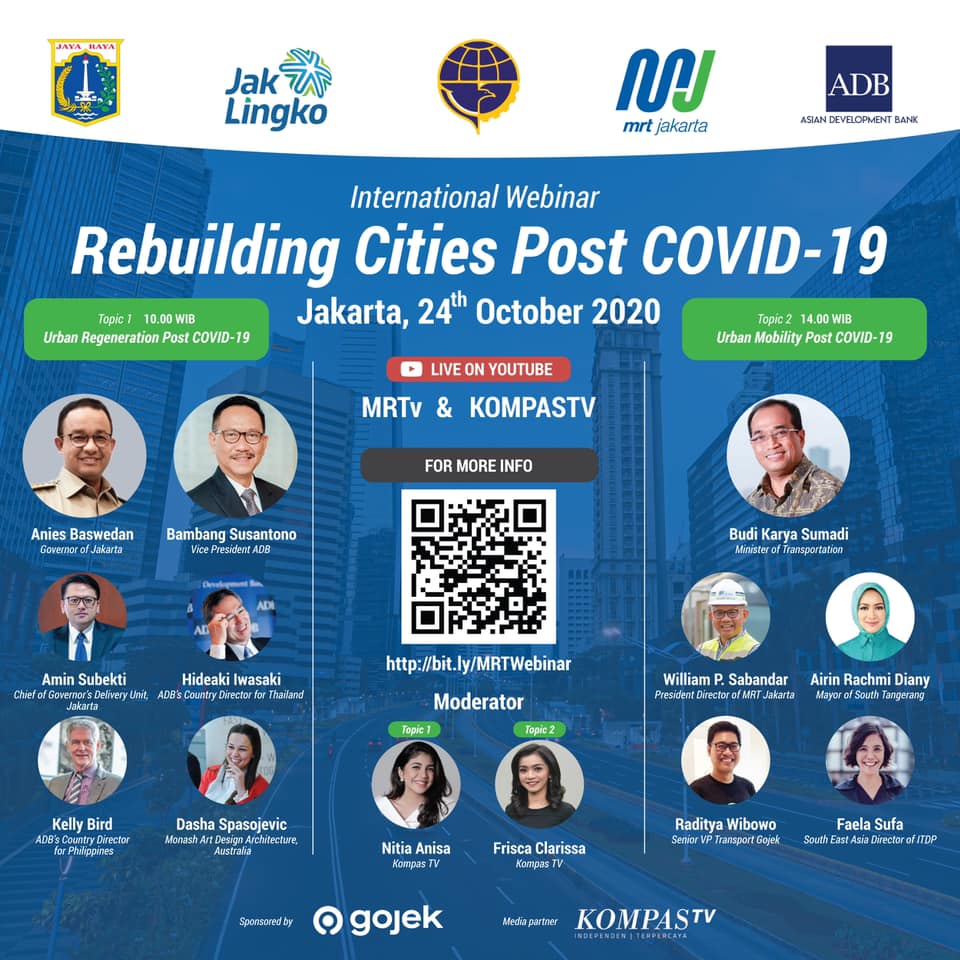 JAYA RAYA
Jak
Lingko
mrt jakarta
ADB
ASIAN DEVELOPMENT BANK
International Webinar
Rebuilding Cities Post COVID-19
Jakarta, 24th October 2020
Topic 1 10.00 WIB
Urban Regeneration Post COVID-19
Topic 2 14.00 WIB
Urban Mobility Post COVID-19
LIVE ON YOUTUBE
MRTv & KOMPASTV
FOR MORE INFO
http://bit.ly/MRTWebinar
Anies Baswedan
Governor of Jakarta
Bambang Susantono
Vice President ADB
Amin Subekti
Chief of Governor's Delivery Unit,
Jakarta
Development Ban
ADB
Hideaki Iwasaki
ADB's Country Director for Thailand
Kelly Bird
ADB's Country Director
for Philippines
Dasha Spasojevic
Monash Art Design Architecture,
Australia
Moderator
Topic 1
Nitia Anisa
Kompas TV
Topic 2
Frisca Clarissa
Kompas TV
Budi Karya Sumadi
Minister of Transportation
William P. Sabandar
President Director of MRT Jakarta
Airin Rachmi Diany
Mayor of South Tangerang
Raditya Wibowo
Senior VP Transport Gojek
Faela Sufa
South East Asia Director of ITDP
Sponsored by
gojek
Media partner
KOMPASTV
INDEPENDEN | TERPERCAYA